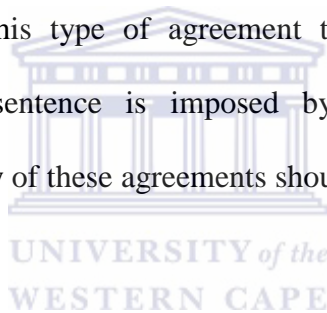 his type of agreement t
sentence is imposed by
y of these agreements shou
UNIVERSITY of the
WESTERN CAPE